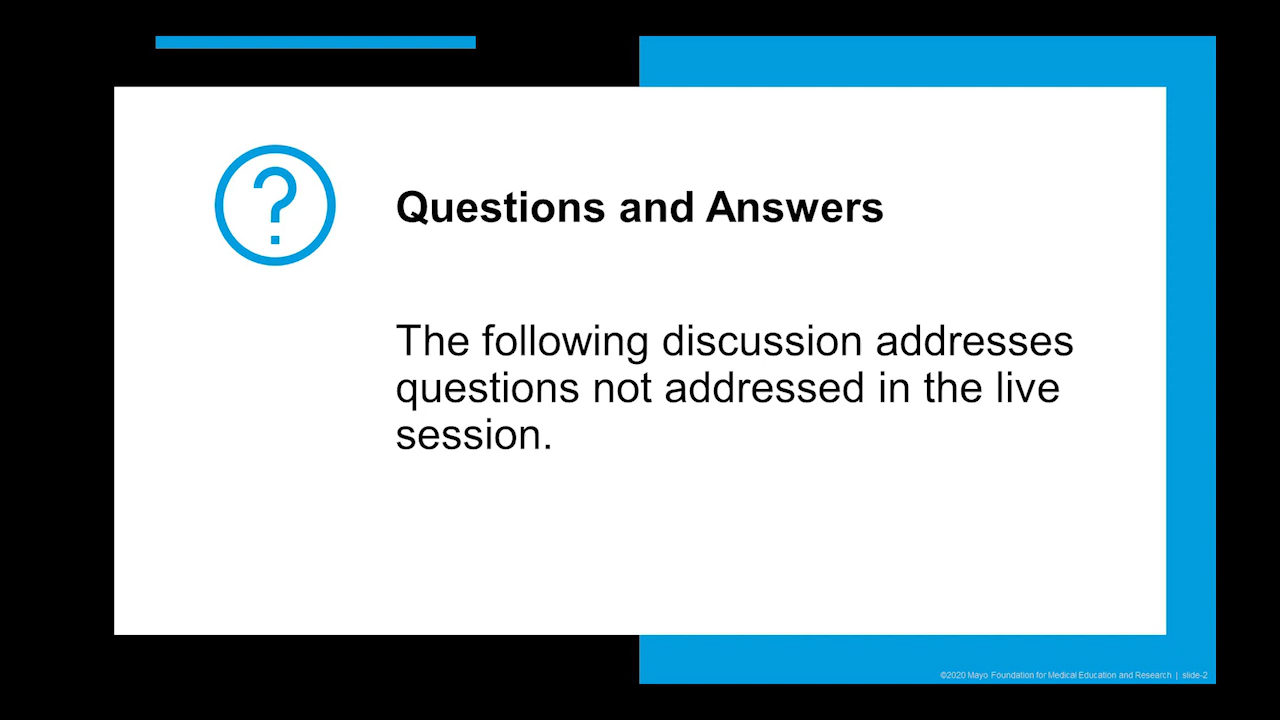 Questions and Answers
The following discussion addresses
questions not addressed in the live
session.
©2020 Mayo Foundation for Medical Education and Research | slide-2